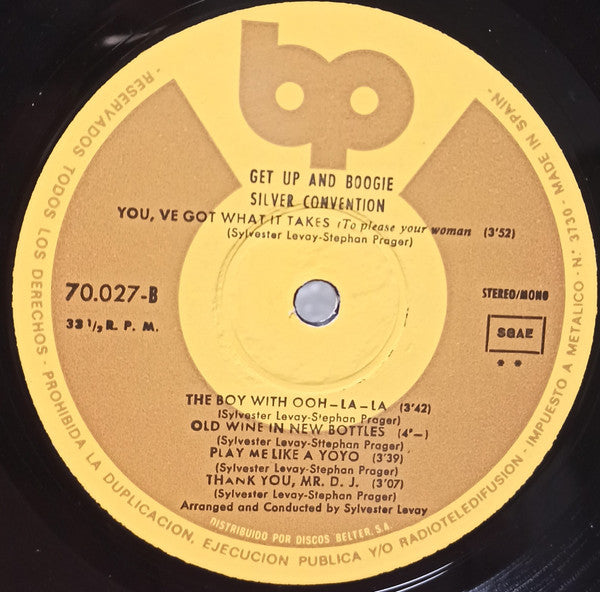 bp
GET UP AND BOOGIE
SILVER CONVENTION
YOU, VE GOT WHAT IT TAKES (To please your woman (3'52)
(Sylvester Levay-Stephan Prager)
70.027-B
33 1/3 R. P. M.
STEREO/MONO
SGAE
THE BOY WITH OOH-LA-LA (3'42)
(Sylvester Levay-Stephan Prager)
OLD WINE IN NEW BOTTLES (4'-)
(Sylvester Levay-Stephan Prager)
PLAY ME LIKE A YOYO (3'39)
(Sylvester Levay-Stephan Prager)
THANK YOU, MR. D. J. (3'07)
(Sylvester Levay-Stephan Prager)
Arranged and Conducted by Sylvester Levay
DISTRIBUIDO POR DISCOS BELTER, S.A.
- RESERVADOS TODOS LOS DERECHOS - PROHIBIDA LA DUPLICACION, EJECUCION PUBLICA Y/O RADIOTELEDIFUSION - IMPUESTO A METALICO - N.° 3730 - MADE IN SPAIN -